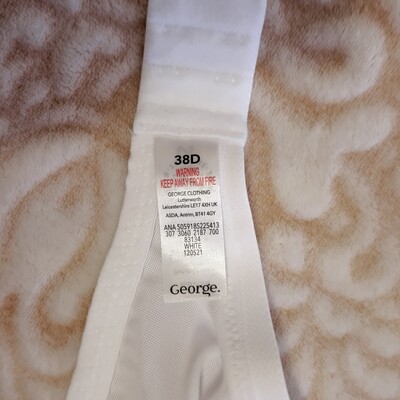 38D
WARNING
KEEP AWAY FROM FIRE
GEORGE CLOTHING
Lutterworth
Leicestershire LE17 4XH UK
ASDA, Antrim, BT41 4GY
ANA 5059185225413
307 3060 2187 700
83134
WHITE
120521
George.